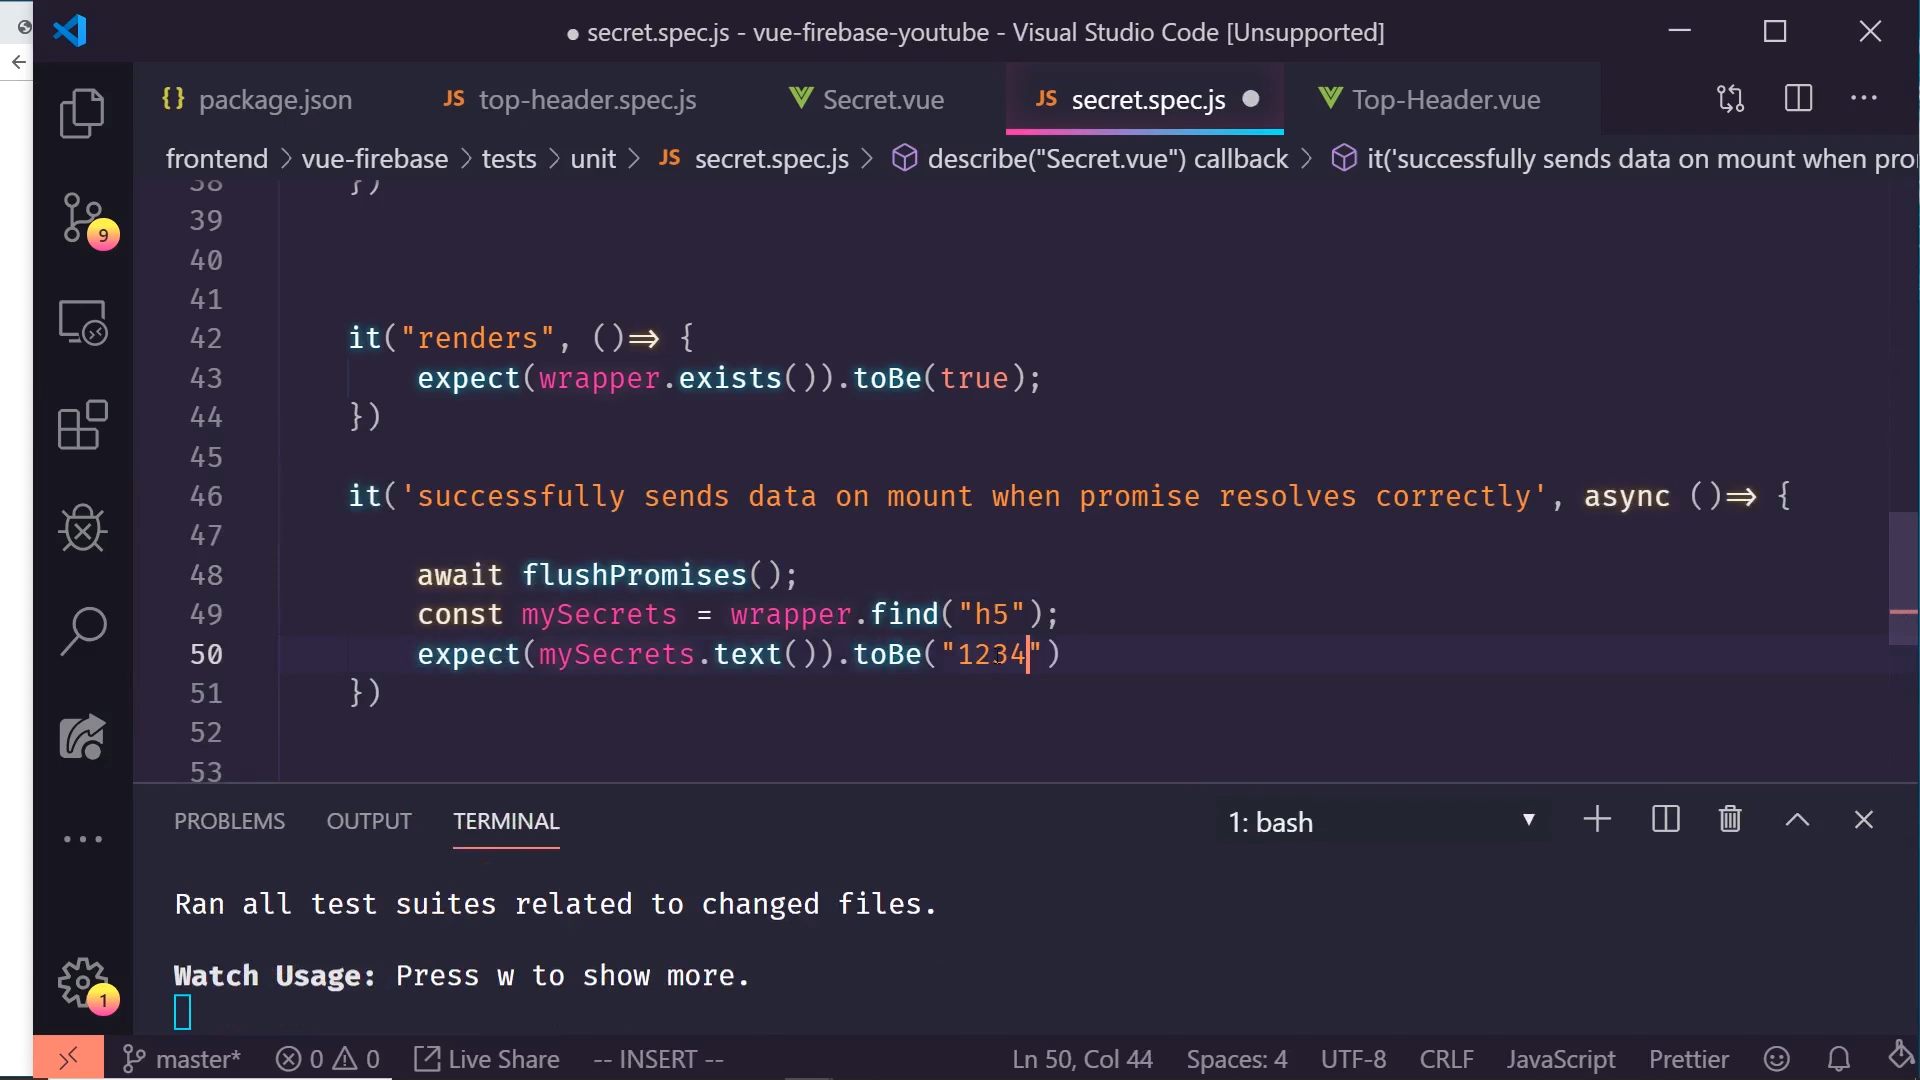 ● secret.spec.js - vue-firebase-youtube - Visual Studio Code [Unsupported]
{} package.json JS top-header.spec.js Secret.vue JS secret.spec.js ● Top-Header.vue
frontend > vue-firebase > tests > unit > JS secret.spec.js > describe("Secret.vue") callback > it('successfully sends data on mount when pro
38 })
39
9
40
41
42 it("renders", ()=> {
43 expect(wrapper.exists()).toBe(true);
44 })
45
46 it('successfully sends data on mount when promise resolves correctly', async ()=> {
47
48 await flushPromises();
49 const mySecrets = wrapper.find("h5");
50 expect(mySecrets.text()).toBe("1234")
51 })
52
53
PROBLEMS OUTPUT TERMINAL 1: bash
Ran all test suites related to changed files.
Watch Usage: Press w to show more.
1
master* 0 0 Live Share -- INSERT -- Ln 50, Col 44 Spaces: 4 UTF-8 CRLF JavaScript Prettier